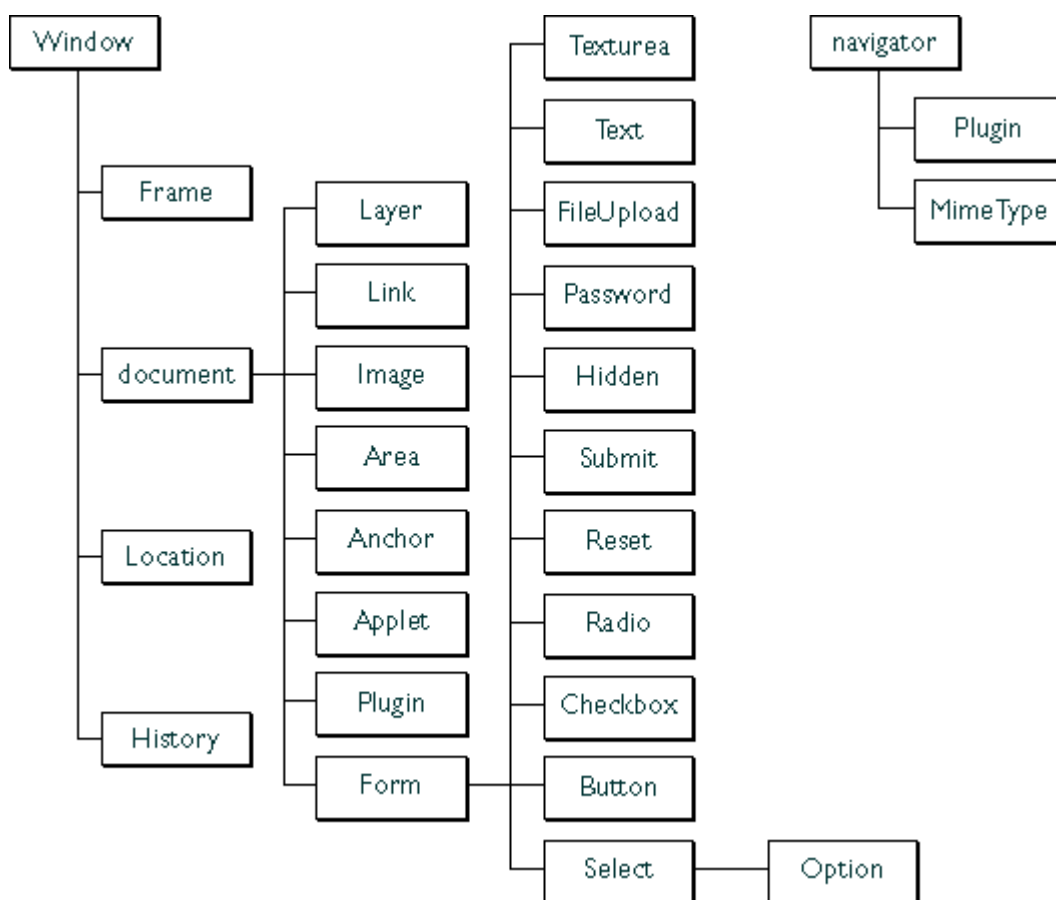 Window
Frame
document
Location
History
Layer
Link
Image
Area
Anchor
Applet
Plugin
Form
Texturea
Text
FileUpload
Password
Hidden
Submit
Reset
Radio
Checkbox
Button
Select
Option
navigator
Plugin
MimeType